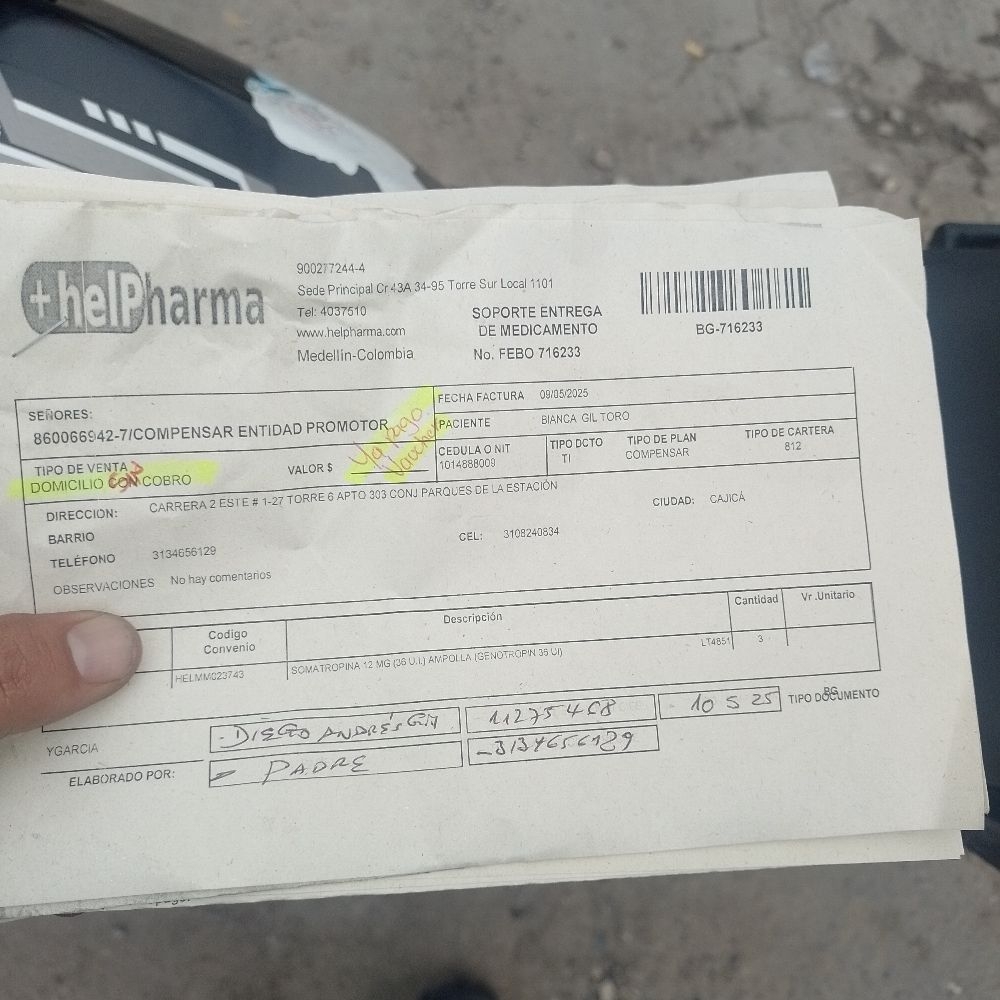 +helPharma
900277244-4
Sede Principal Cr 43A 34-95 Torre Sur Local 1101
Tel: 4037510
www.helpharma.com
Medellín-Colombia
SOPORTE ENTREGA
DE MEDICAMENTO
No. FEBO 716233
BG-716233
SEÑORES:
860066942-7/COMPENSAR ENTIDAD PROMOTOR
FECHA FACTURA 09/05/2025
PACIENTE BIANCA GIL TORO
TIPO DE VENTA
DOMICILIO CON COBRO
VALOR $
Ya pago
Voucher
CEDULA O NIT
1014888009
TIPO DCTO
TI
TIPO DE PLAN
COMPENSAR
TIPO DE CARTERA
812
DIRECCION: CARRERA 2 ESTE # 1-27 TORRE 6 APTO 303 CONJ PARQUES DE LA ESTACIÓN
CIUDAD: CAJICÁ
BARRIO
TELÉFONO 3134656129
CEL: 3108240834
OBSERVACIONES No hay comentarios
Codigo
Convenio
Descripción
Cantidad
Vr .Unitario
HELMM023743 SOMATROPINA 12 MG (36 U.I.) AMPOLLA (GENOTROPIN 36 UI) LT4851 3
YGARCIA
ELABORADO POR:
DIEGO ANDRÉS GIL
11275468
10 5 25
TIPO DOCUMENTO
BG
- PADRE
- 3134656129